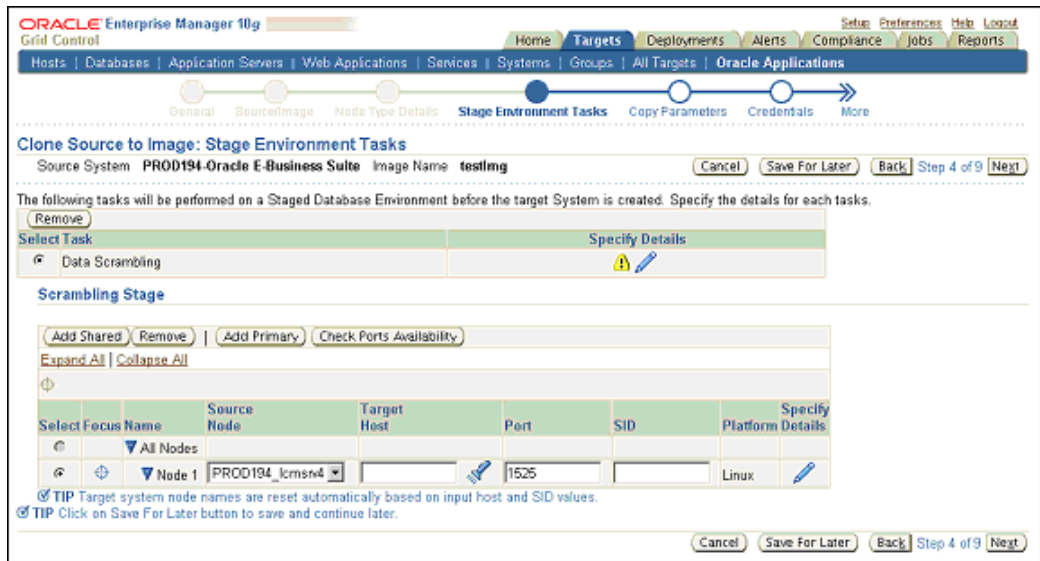 ORACLE Enterprise Manager 10g
Grid Control
Setup Preferences Help Logout
Home Targets Deployments Alerts Compliance Jobs Reports
Hosts | Databases | Application Servers | Web Applications | Services | Systems | Groups | All Targets | Oracle Applications
General SourceImage Node Type Details Stage Environment Tasks Copy Parameters Credentials More
Clone Source to Image: Stage Environment Tasks
Source System PROD194-Oracle E-Business Suite Image Name testImg
Cancel Save For Later Back Step 4 of 9 Next
The following tasks will be performed on a Staged Database Environment before the target System is created. Specify the details for each tasks.
Remove
Select Task Specify Details
Data Scrambling
Scrambling Stage
Add Shared Remove | Add Primary Check Ports Availability
Expand All | Collapse All
Select Focus Name Source Node Target Host Port SID Platform Specify Details
All Nodes
Node 1 PROD194_lcmsrv4 1525 Linux
TIP Target system node names are reset automatically based on input host and SID values.
TIP Click on Save For Later button to save and continue later.
Cancel Save For Later Back Step 4 of 9 Next